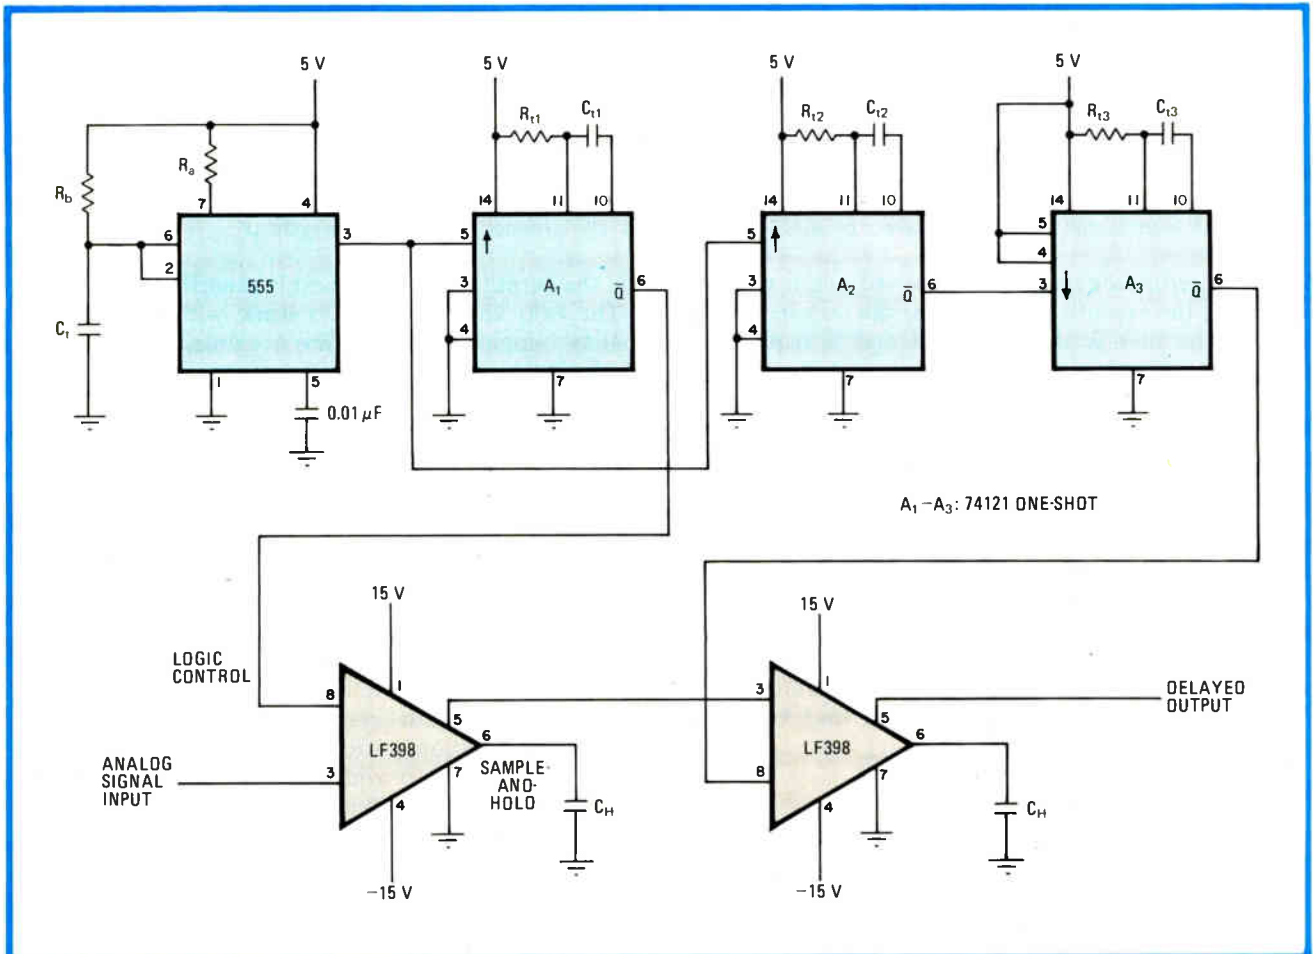 5 V
5 V
5 V
5 V
Rt1
Ct1
Rt2
Ct2
Rt3
Ct3
Rb
Ra
7
4
14
11
10
14
11
10
14
11
10
6
2
555
3
5
3
4
A1
Q̅
6
5
3
4
A2
Q̅
6
5
4
3
A3
Q̅
6
Ct
1
5
0.01 µF
7
7
7
A1–A3: 74121 ONE-SHOT
15 V
15 V
LOGIC
CONTROL
8
1
5
LF398
6
3
7
4
ANALOG
SIGNAL
INPUT
SAMPLE-
AND-
HOLD
CH
–15 V
3
1
5
LF398
6
8
7
4
DELAYED
OUTPUT
CH
–15 V